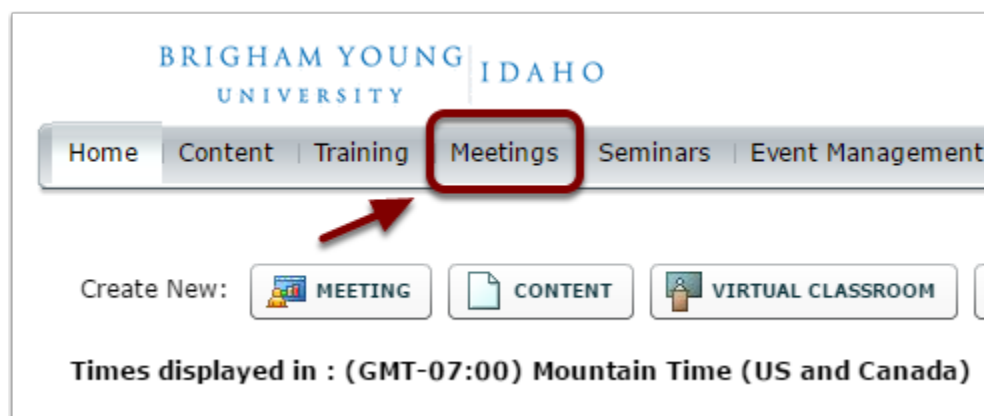 BRIGHAM YOUNG
UNIVERSITY
IDAHO
Home Content Training Meetings Seminars Event Management
Create New: MEETING CONTENT VIRTUAL CLASSROOM
Times displayed in : (GMT-07:00) Mountain Time (US and Canada)